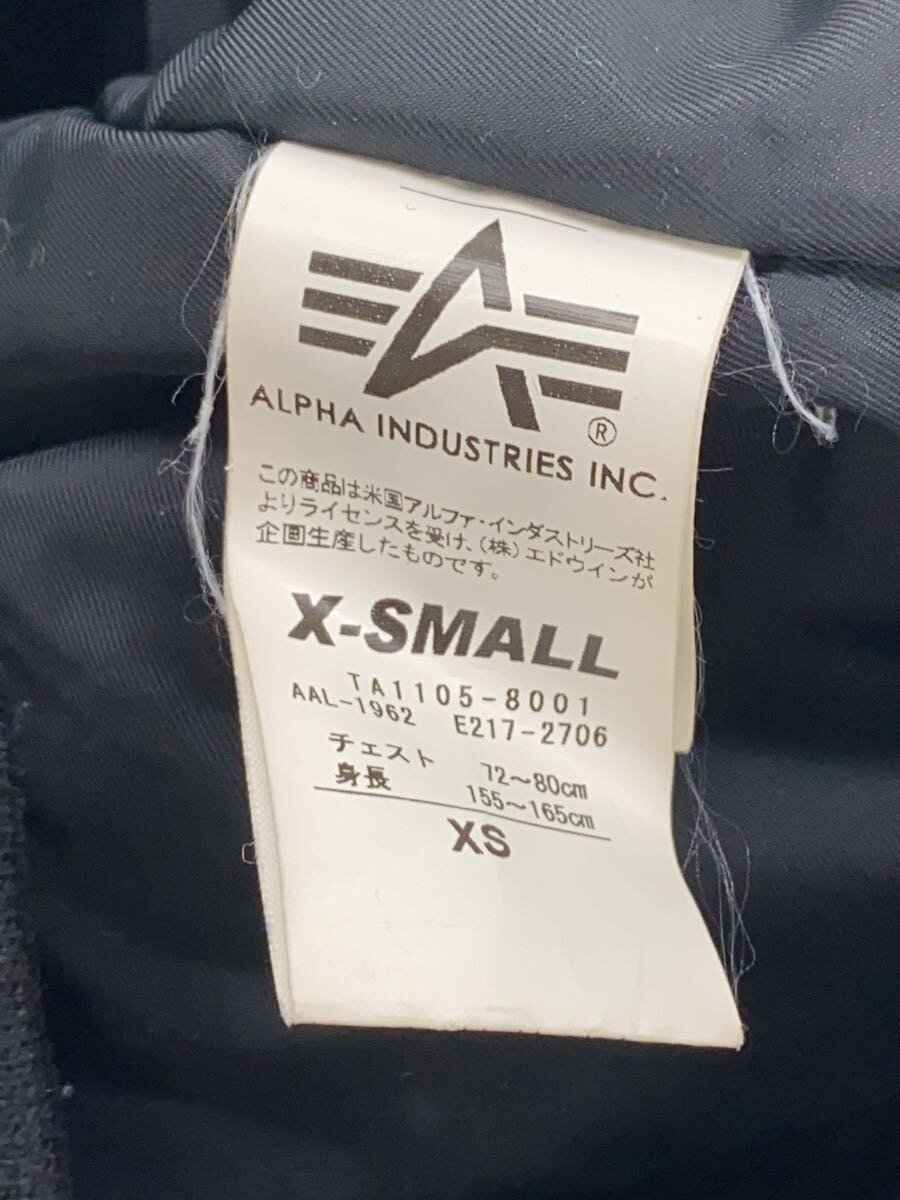 ®
ALPHA INDUSTRIES INC.
この商品は米国アルファ・インダストリーズ社
よりライセンスを受け、(株)エドウインが
企画生産したものです。
X-SMALL
TA1105-8001
AAL-1962 E217-2706
チェスト 72〜80cm
身長 155〜165cm
XS